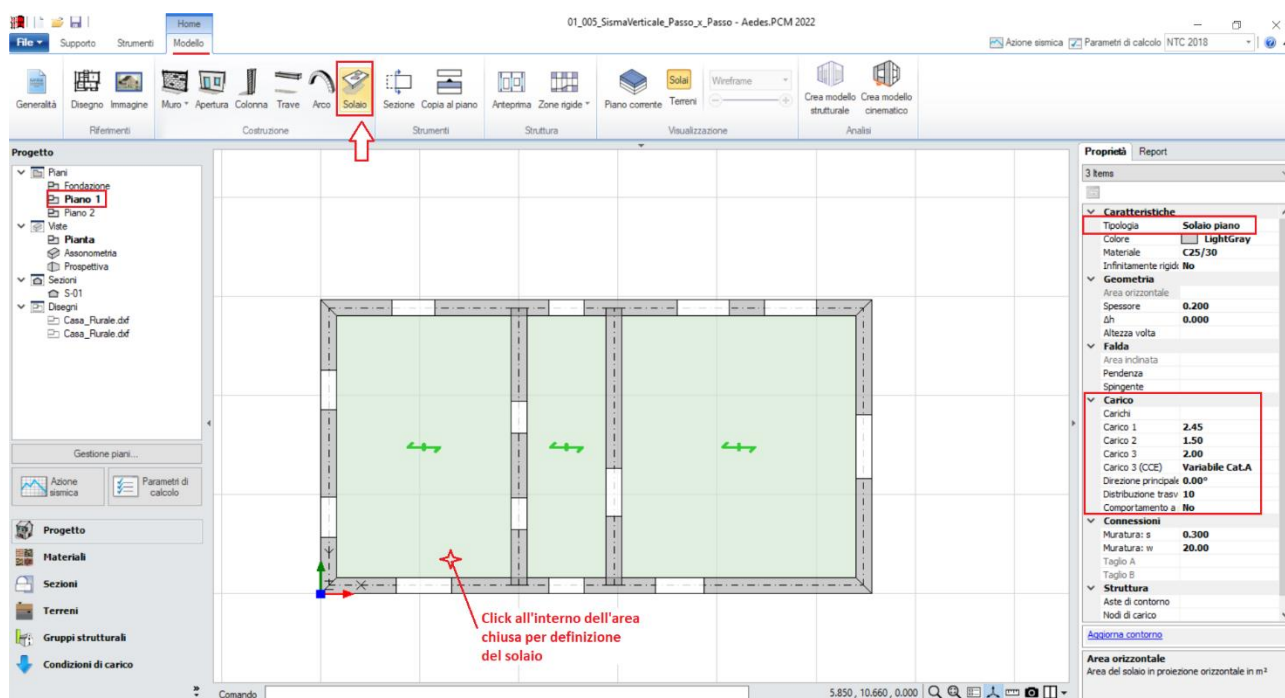 01_005_SismaVerticale_Passo_x_Passo - Aedes.PCM 2022
Home
File Supporto Strumenti Modello
Azione sismica Parametri di calcolo NTC 2018
Generalità Disegno Immagine Muro Apertura Colonna Trave Arco Solaio Sezione Copia al piano Anteprima Zone rigide Piano corrente Solai Terreni Wireframe Crea modello strutturale Crea modello cinematico
Riferimenti Costruzione Strumenti Struttura Visualizzazione Analisi
Progetto
Piani
Fondazione
Piano 1
Piano 2
Viste
Pianta
Assonometria
Prospettiva
Sezioni
S-01
Disegni
Casa_Rurale.dxf
Casa_Rurale.dxf
Gestione piani...
Azione sismica
Parametri di calcolo
Progetto
Materiali
Sezioni
Terreni
Gruppi strutturali
Condizioni di carico
Click all'interno dell'area
chiusa per definizione
del solaio
Comando
5.850 , 10.660 , 0.000
Proprietà Report
3 Items
Caratteristiche
Tipologia Solaio piano
Colore LightGray
Materiale C25/30
Infinitamente rigid No
Geometria
Area orizzontale
Spessore 0.200
Δh 0.000
Altezza volta
Falda
Area inclinata
Pendenza
Spingente
Carico
Carichi
Carico 1 2.45
Carico 2 1.50
Carico 3 2.00
Carico 3 (CCE) Variabile Cat.A
Direzione principale 0.00°
Distribuzione trasv 10
Comportamento a No
Connessioni
Muratura: s 0.300
Muratura: w 20.00
Taglio A
Taglio B
Struttura
Aste di contorno
Nodi di carico
Aggiorna contorno
Area orizzontale
Area del solaio in proiezione orizzontale in m²